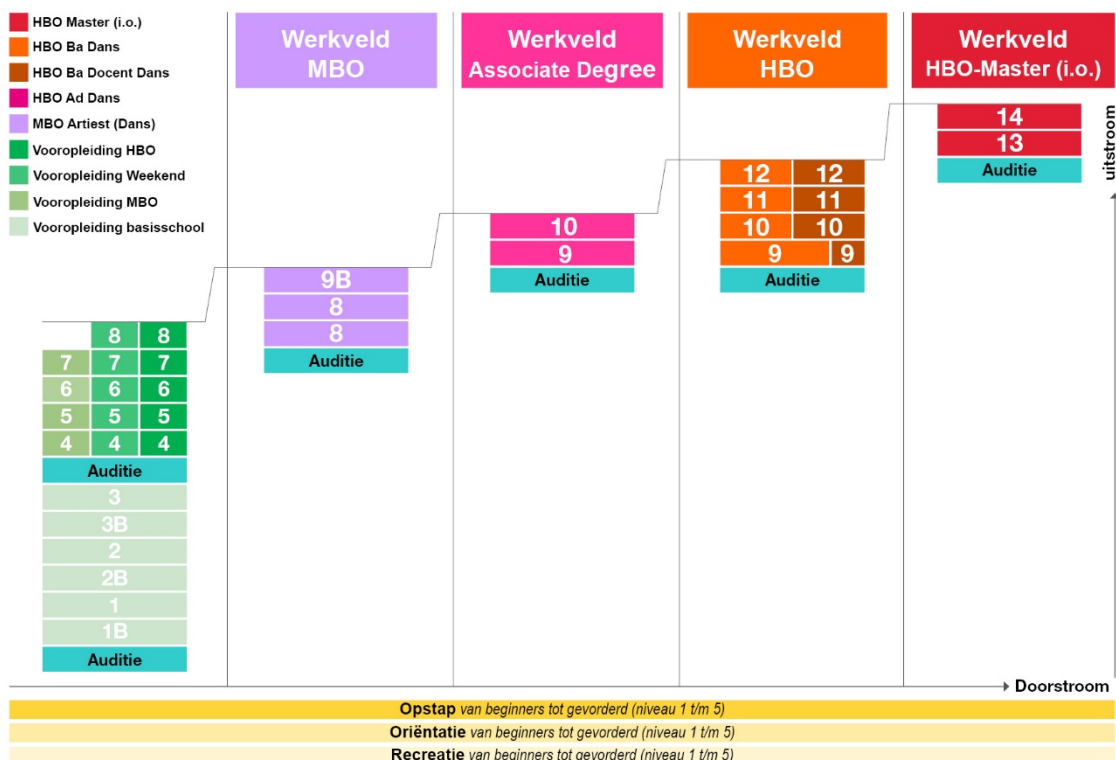 HBO Master (i.o.)
HBO Ba Dans
HBO Ba Docent Dans
HBO Ad Dans
MBO Artiest (Dans)
Vooropleiding HBO
Vooropleiding Weekend
Vooropleiding MBO
Vooropleiding basisschool
Werkveld
MBO
Werkveld
Associate Degree
Werkveld
HBO
Werkveld
HBO-Master (i.o.)
8 8
7 7 7
6 6 6
5 5 5
4 4 4
Auditie
3
3B
2
2B
1
1B
Auditie
9B
8
8
Auditie
10
9
Auditie
12 12
11 11
10 10
9 9
Auditie
14
13
Auditie
uitstroom
Doorstroom
Opstap van beginners tot gevorderd (niveau 1 t/m 5)
Oriëntatie van beginners tot gevorderd (niveau 1 t/m 5)
Recreatie van beginners tot gevorderd (niveau 1 t/m 5)